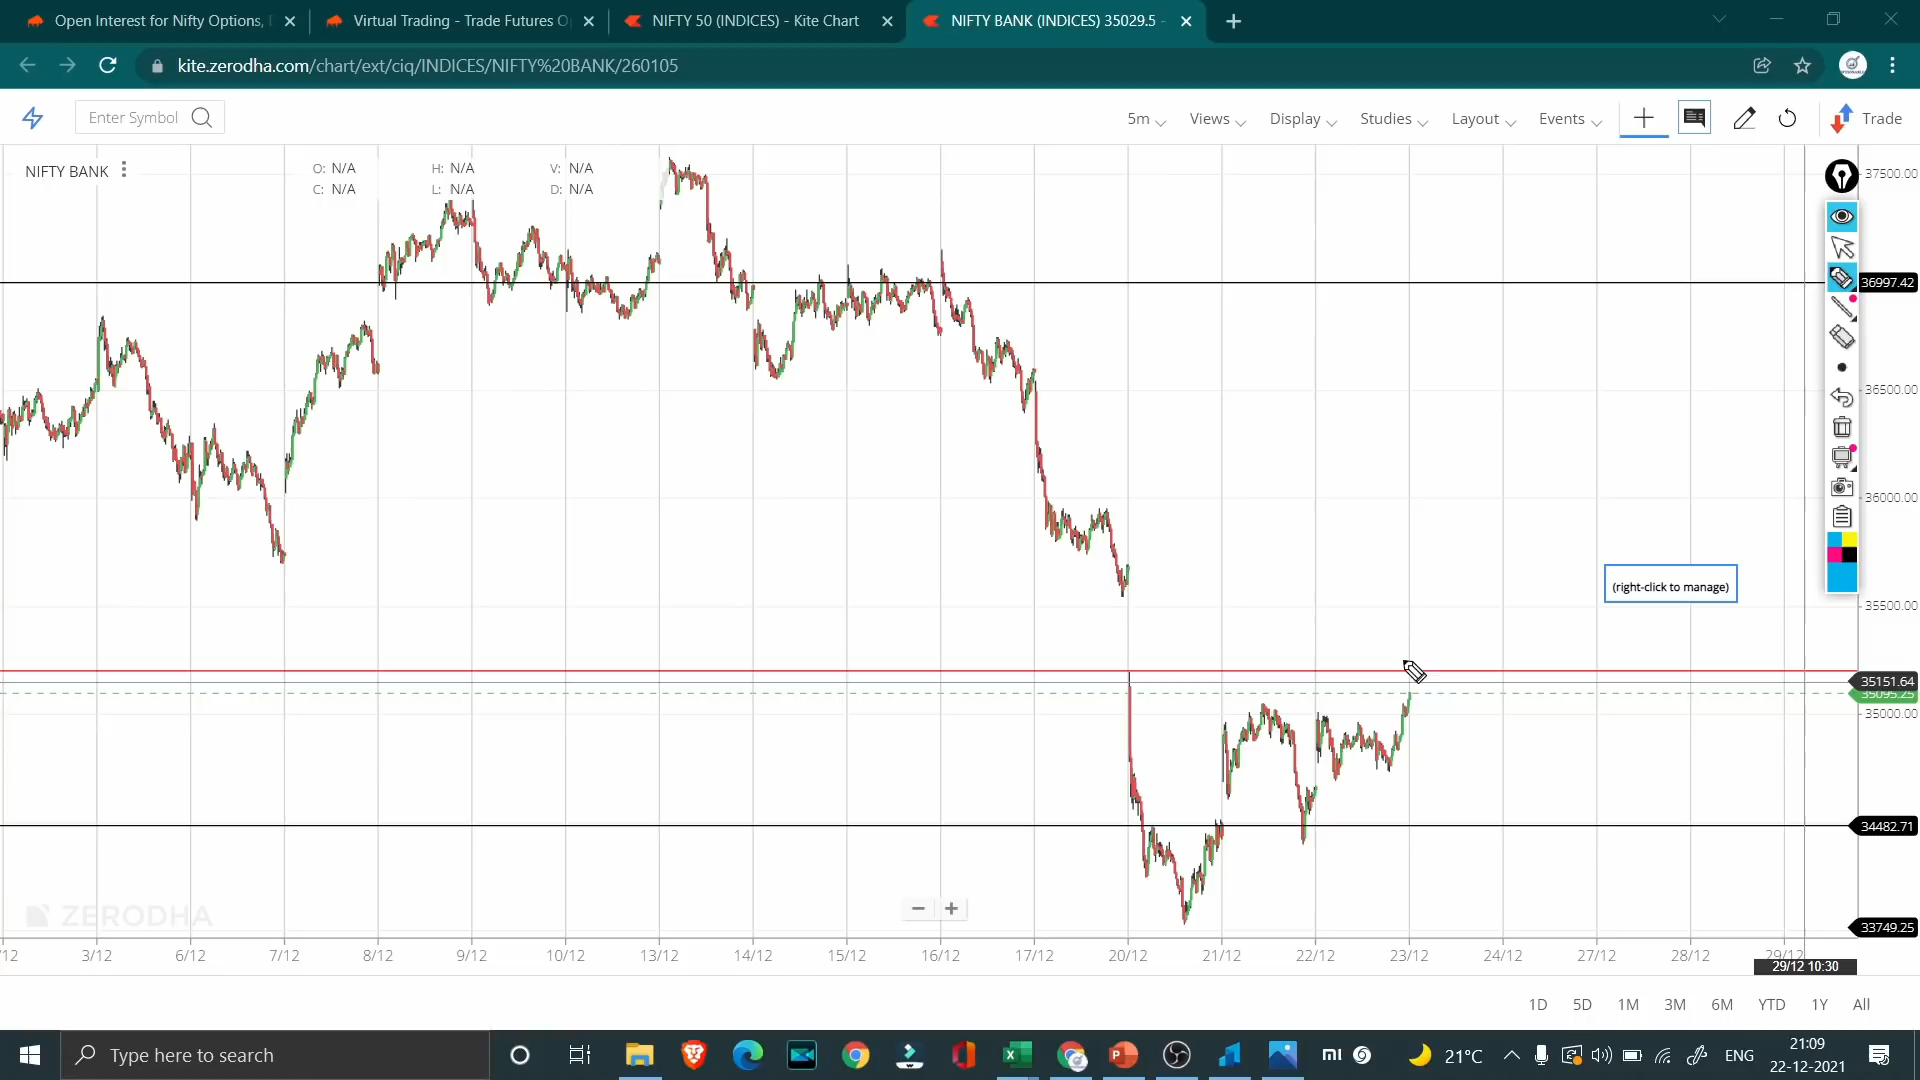 Open Interest for Nifty Options,
Virtual Trading - Trade Futures O
NIFTY 50 (INDICES) - Kite Chart
NIFTY BANK (INDICES) 35029.5 -
kite.zerodha.com/chart/ext/ciq/INDICES/NIFTY%20BANK/260105
Enter Symbol
5m
Views
Display
Studies
Layout
Events
Trade
NIFTY BANK
O: N/A
H: N/A
V: N/A
C: N/A
L: N/A
D: N/A
37500.00
36997.42
36500.00
36000.00
(right-click to manage)
35500.00
35151.64
35095.25
35000.00
34482.71
ZERODHA
33749.25
/12
3/12
6/12
7/12
8/12
9/12
10/12
13/12
14/12
15/12
16/12
17/12
20/12
21/12
22/12
23/12
24/12
27/12
28/12
29/12
29/12 10:30
1D
5D
1M
3M
6M
YTD
1Y
All
Type here to search
mi
21°C
ENG
21:09
22-12-2021